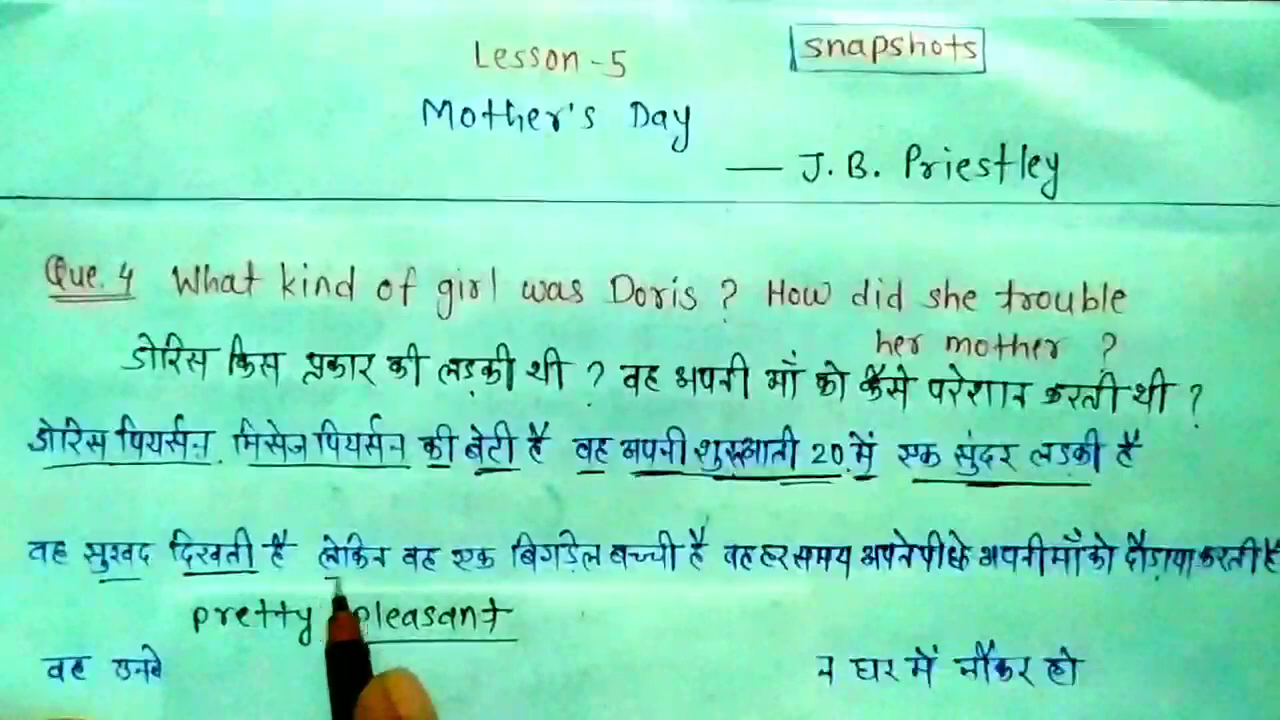 Lesson - 5
snapshots
Mother's Day
— J. B. Priestley
Que. 4 What kind of girl was Doris ? How did she trouble
her mother ?
डोरिस किस प्रकार की लड़की थी ? वह अपनी माँ को कैसे परेशान करती थी ?
डोरिस पियर्सन मिसेज पियर्सन की बेटी है वह अपनी शुरुआती 20 में एक सुंदर लड़की है
वह सुखद दिखती है लेकिन वह एक बिगड़ैल बच्ची है वह हर समय अपने पीछे अपनी माँ को दौड़ाया करती है
pretty pleasant
वह घर में नौकर हो